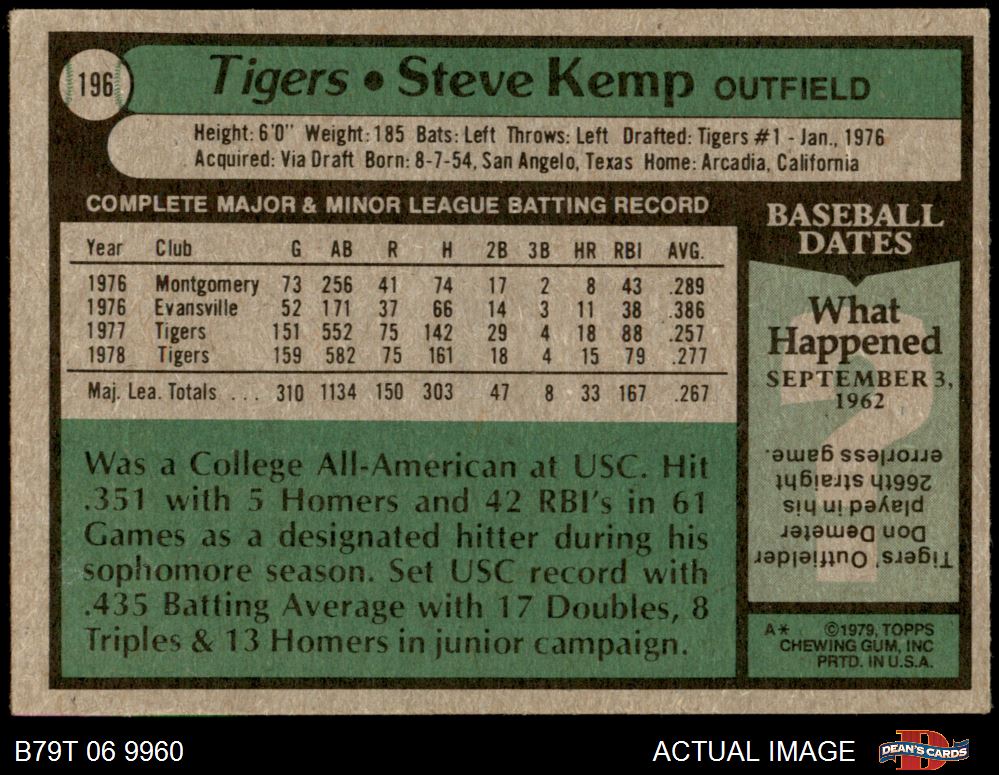 196
Tigers • Steve Kemp OUTFIELD
Height: 6'0" Weight: 185 Bats: Left Throws: Left Drafted: Tigers #1 - Jan., 1976
Acquired: Via Draft Born: 8-7-54, San Angelo, Texas Home: Arcadia, California
COMPLETE MAJOR & MINOR LEAGUE BATTING RECORD
Year Club G AB R H 2B 3B HR RBI AVG.
1976 Montgomery 73 256 41 74 17 2 8 43 .289
1976 Evansville 52 171 37 66 14 3 11 38 .386
1977 Tigers 151 552 75 142 29 4 18 88 .257
1978 Tigers 159 582 75 161 18 4 15 79 .277
Maj. Lea. Totals . . . 310 1134 150 303 47 8 33 167 .267
Was a College All-American at USC. Hit
.351 with 5 Homers and 42 RBI's in 61
Games as a designated hitter during his
sophomore season. Set USC record with
.435 Batting Average with 17 Doubles, 8
Triples & 13 Homers in junior campaign.
BASEBALL
DATES
What
Happened
SEPTEMBER 3,
1962
?
Tigers' Outfielder
Don Demeter
played in his
266th straight
errorless game.
A* ©1979, TOPPS
CHEWING GUM, INC
PRTD. IN U.S.A.
B79T 06 9960
ACTUAL IMAGE
DEAN'S CARDS